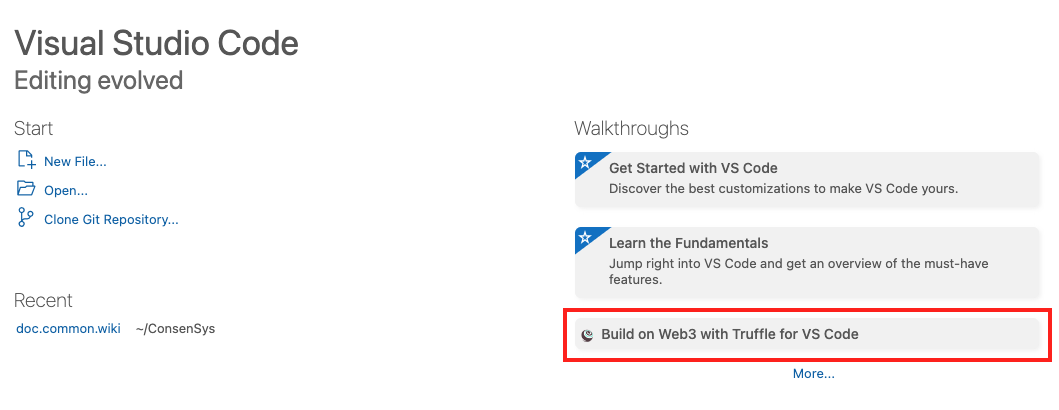 Visual Studio Code
Editing evolved
Start
New File...
Open...
Clone Git Repository...
Recent
doc.common.wiki ~/ConsenSys
Walkthroughs
Get Started with VS Code
Discover the best customizations to make VS Code yours.
Learn the Fundamentals
Jump right into VS Code and get an overview of the must-have
features.
Build on Web3 with Truffle for VS Code
More...